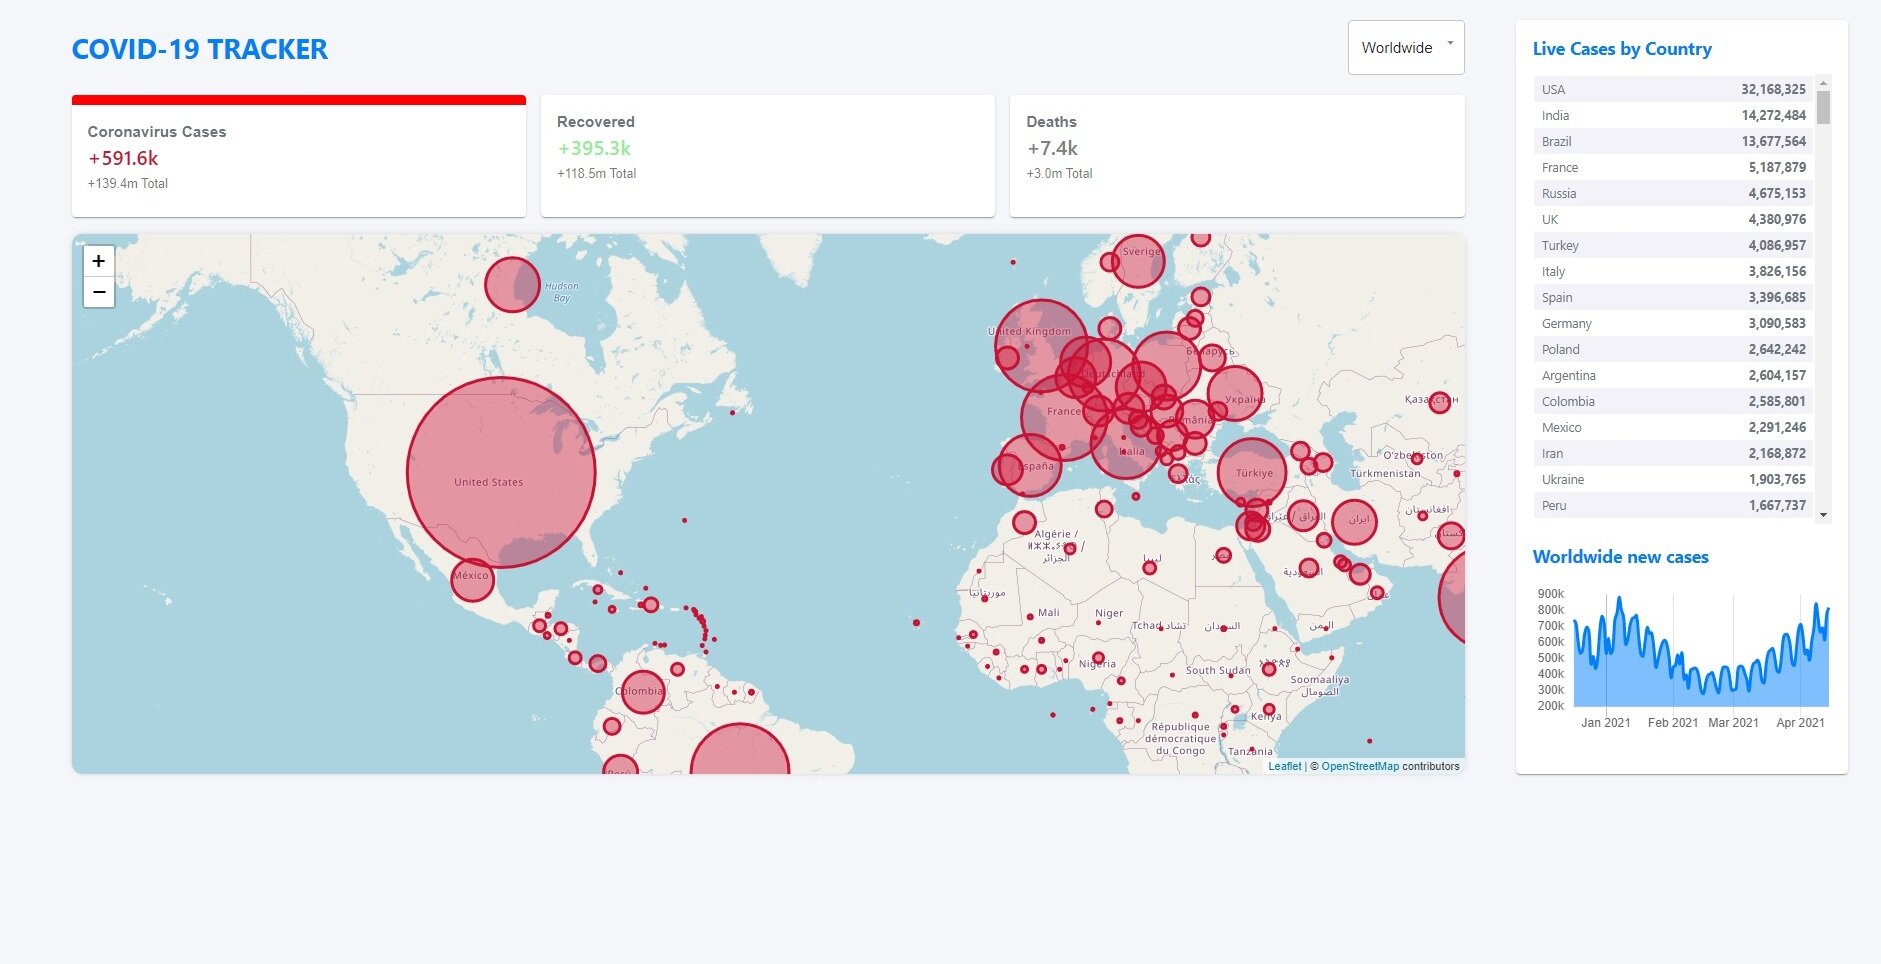 COVID-19 TRACKER
Worldwide
Coronavirus Cases
+591.6k
+139.4m Total
Recovered
+395.3k
+118.5m Total
Deaths
+7.4k
+3.0m Total
+
−
Hudson
Bay
United States
México
Colombia
Perú
Sverige
United Kingdom
Беларусь
Deutschland
Україна
France
România
Italia
España
Ελλάς
Türkiye
Қазақстан
O'zbekiston
Türkmenistan
افغانستان
ایران
العراق / عێراق
Algérie /
ⵍⵣⵣⴰⵢⴻⵔ /
الجزائر
ليبيا
مصر
السعودية
عمان
موريتانيا
Mali
Niger
Tchad تشاد
السودان
اليمن
Nigeria
South Sudan
Soomaaliya
الصومال
République
démocratique
du Congo
Kenya
Tanzania
Leaflet | © OpenStreetMap contributors
Live Cases by Country
USA 32,168,325
India 14,272,484
Brazil 13,677,564
France 5,187,879
Russia 4,675,153
UK 4,380,976
Turkey 4,086,957
Italy 3,826,156
Spain 3,396,685
Germany 3,090,583
Poland 2,642,242
Argentina 2,604,157
Colombia 2,585,801
Mexico 2,291,246
Iran 2,168,872
Ukraine 1,903,765
Peru 1,667,737
Worldwide new cases
900k
800k
700k
600k
500k
400k
300k
200k
Jan 2021 Feb 2021 Mar 2021 Apr 2021